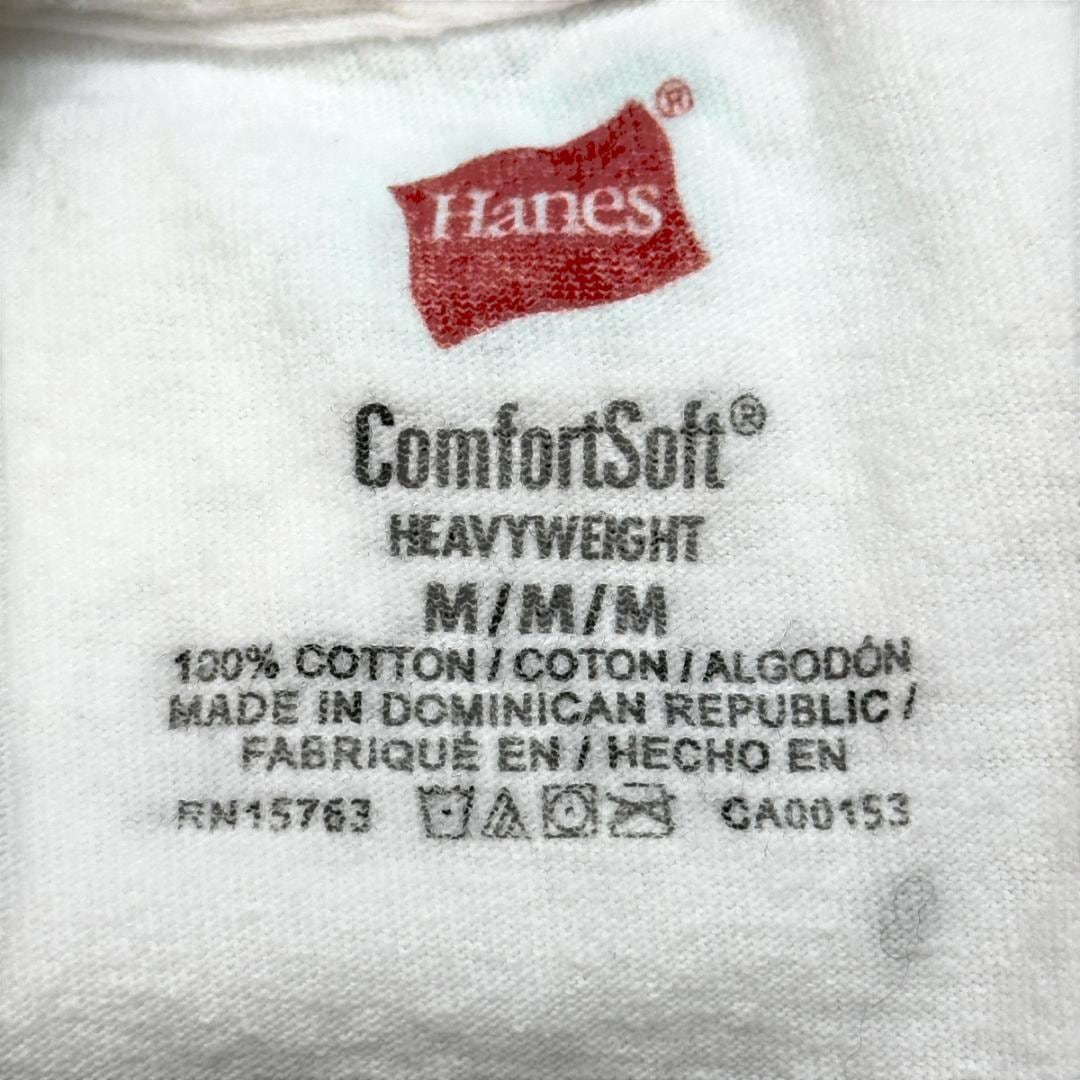 Hanes®
ComfortSoft®
HEAVYWEIGHT
M/M/M
100% COTTON / COTON / ALGODÓN
MADE IN DOMINICAN REPUBLIC /
FABRIQUÉ EN / HECHO EN
RN15763 CA00153